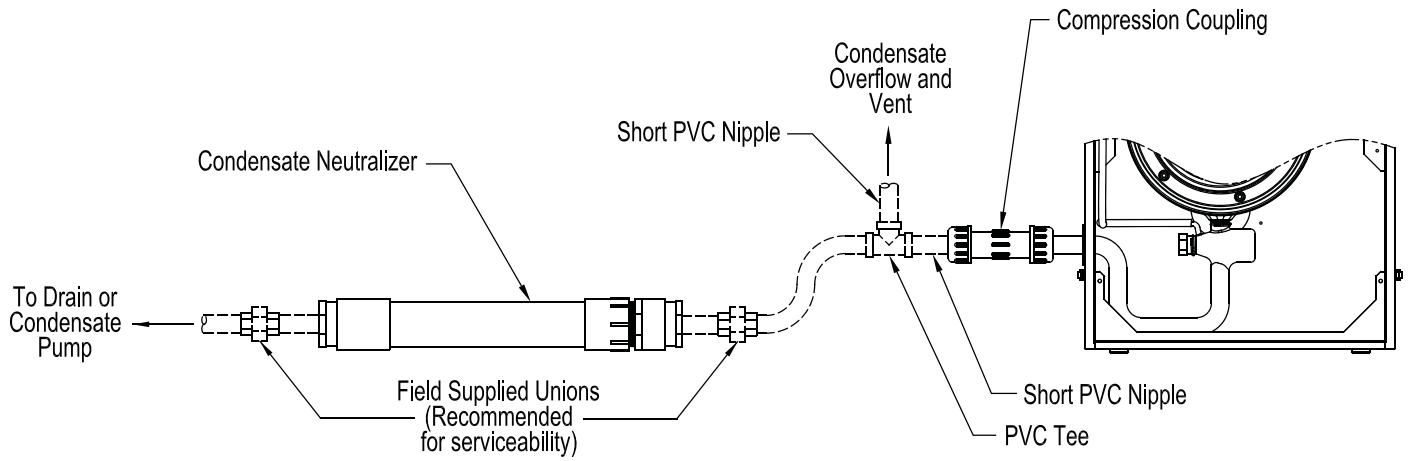 Compression Coupling
Condensate
Overflow and
Vent
Short PVC Nipple
Condensate Neutralizer
To Drain or
Condensate
Pump
Field Supplied Unions
(Recommended
for serviceability)
Short PVC Nipple
PVC Tee